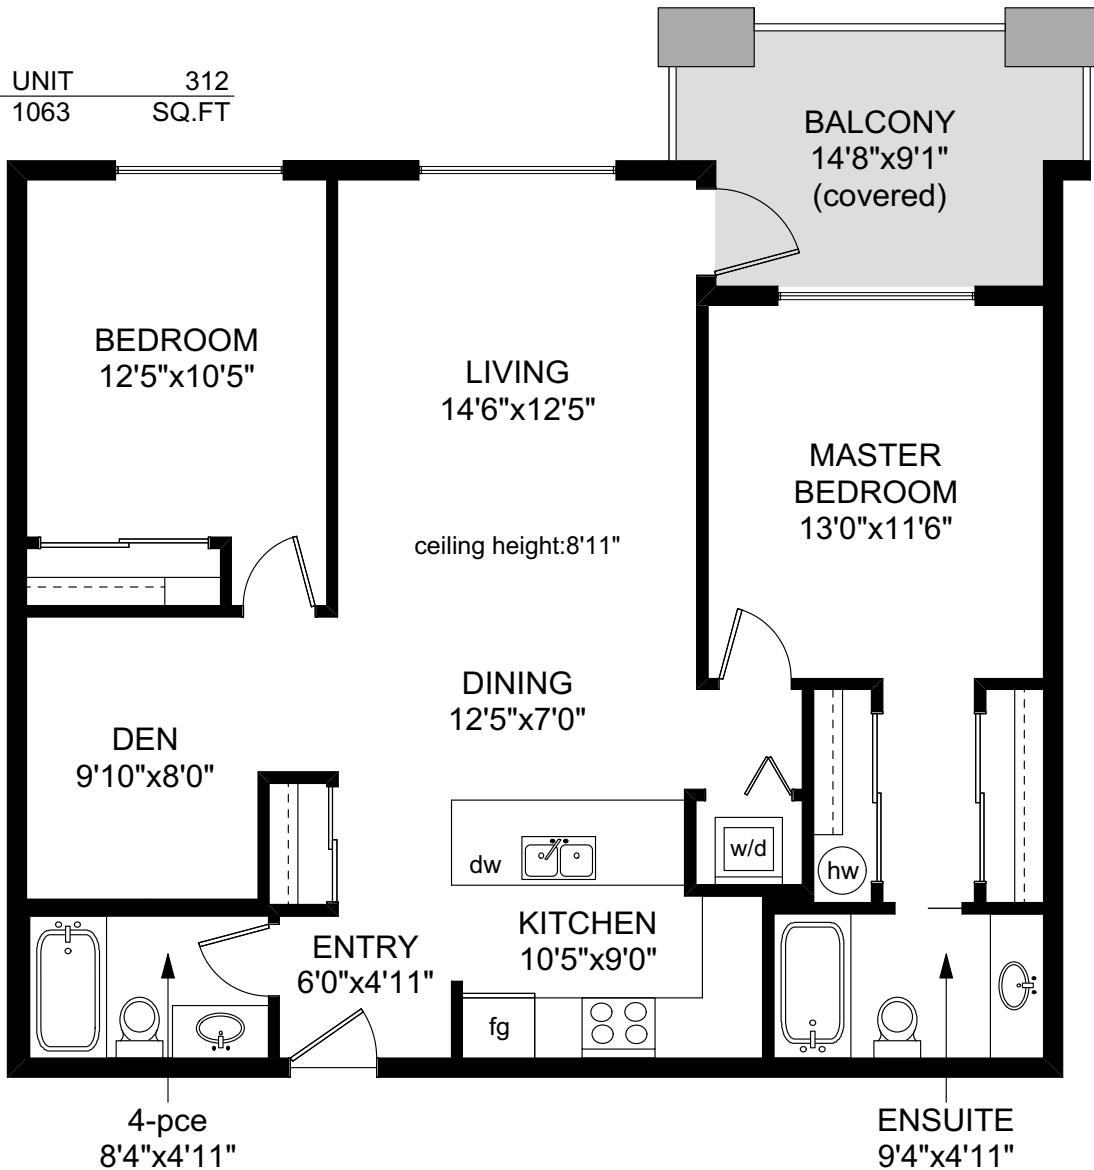 UNIT 312
1063 SQ.FT
BALCONY
14'8"x9'1"
(covered)
BEDROOM
12'5"x10'5"
LIVING
14'6"x12'5"
MASTER
BEDROOM
13'0"x11'6"
ceiling height:8'11"
DINING
12'5"x7'0"
DEN
9'10"x8'0"
w/d
dw
hw
KITCHEN
10'5"x9'0"
ENTRY
6'0"x4'11"
fg
4-pce
8'4"x4'11"
ENSUITE
9'4"x4'11"